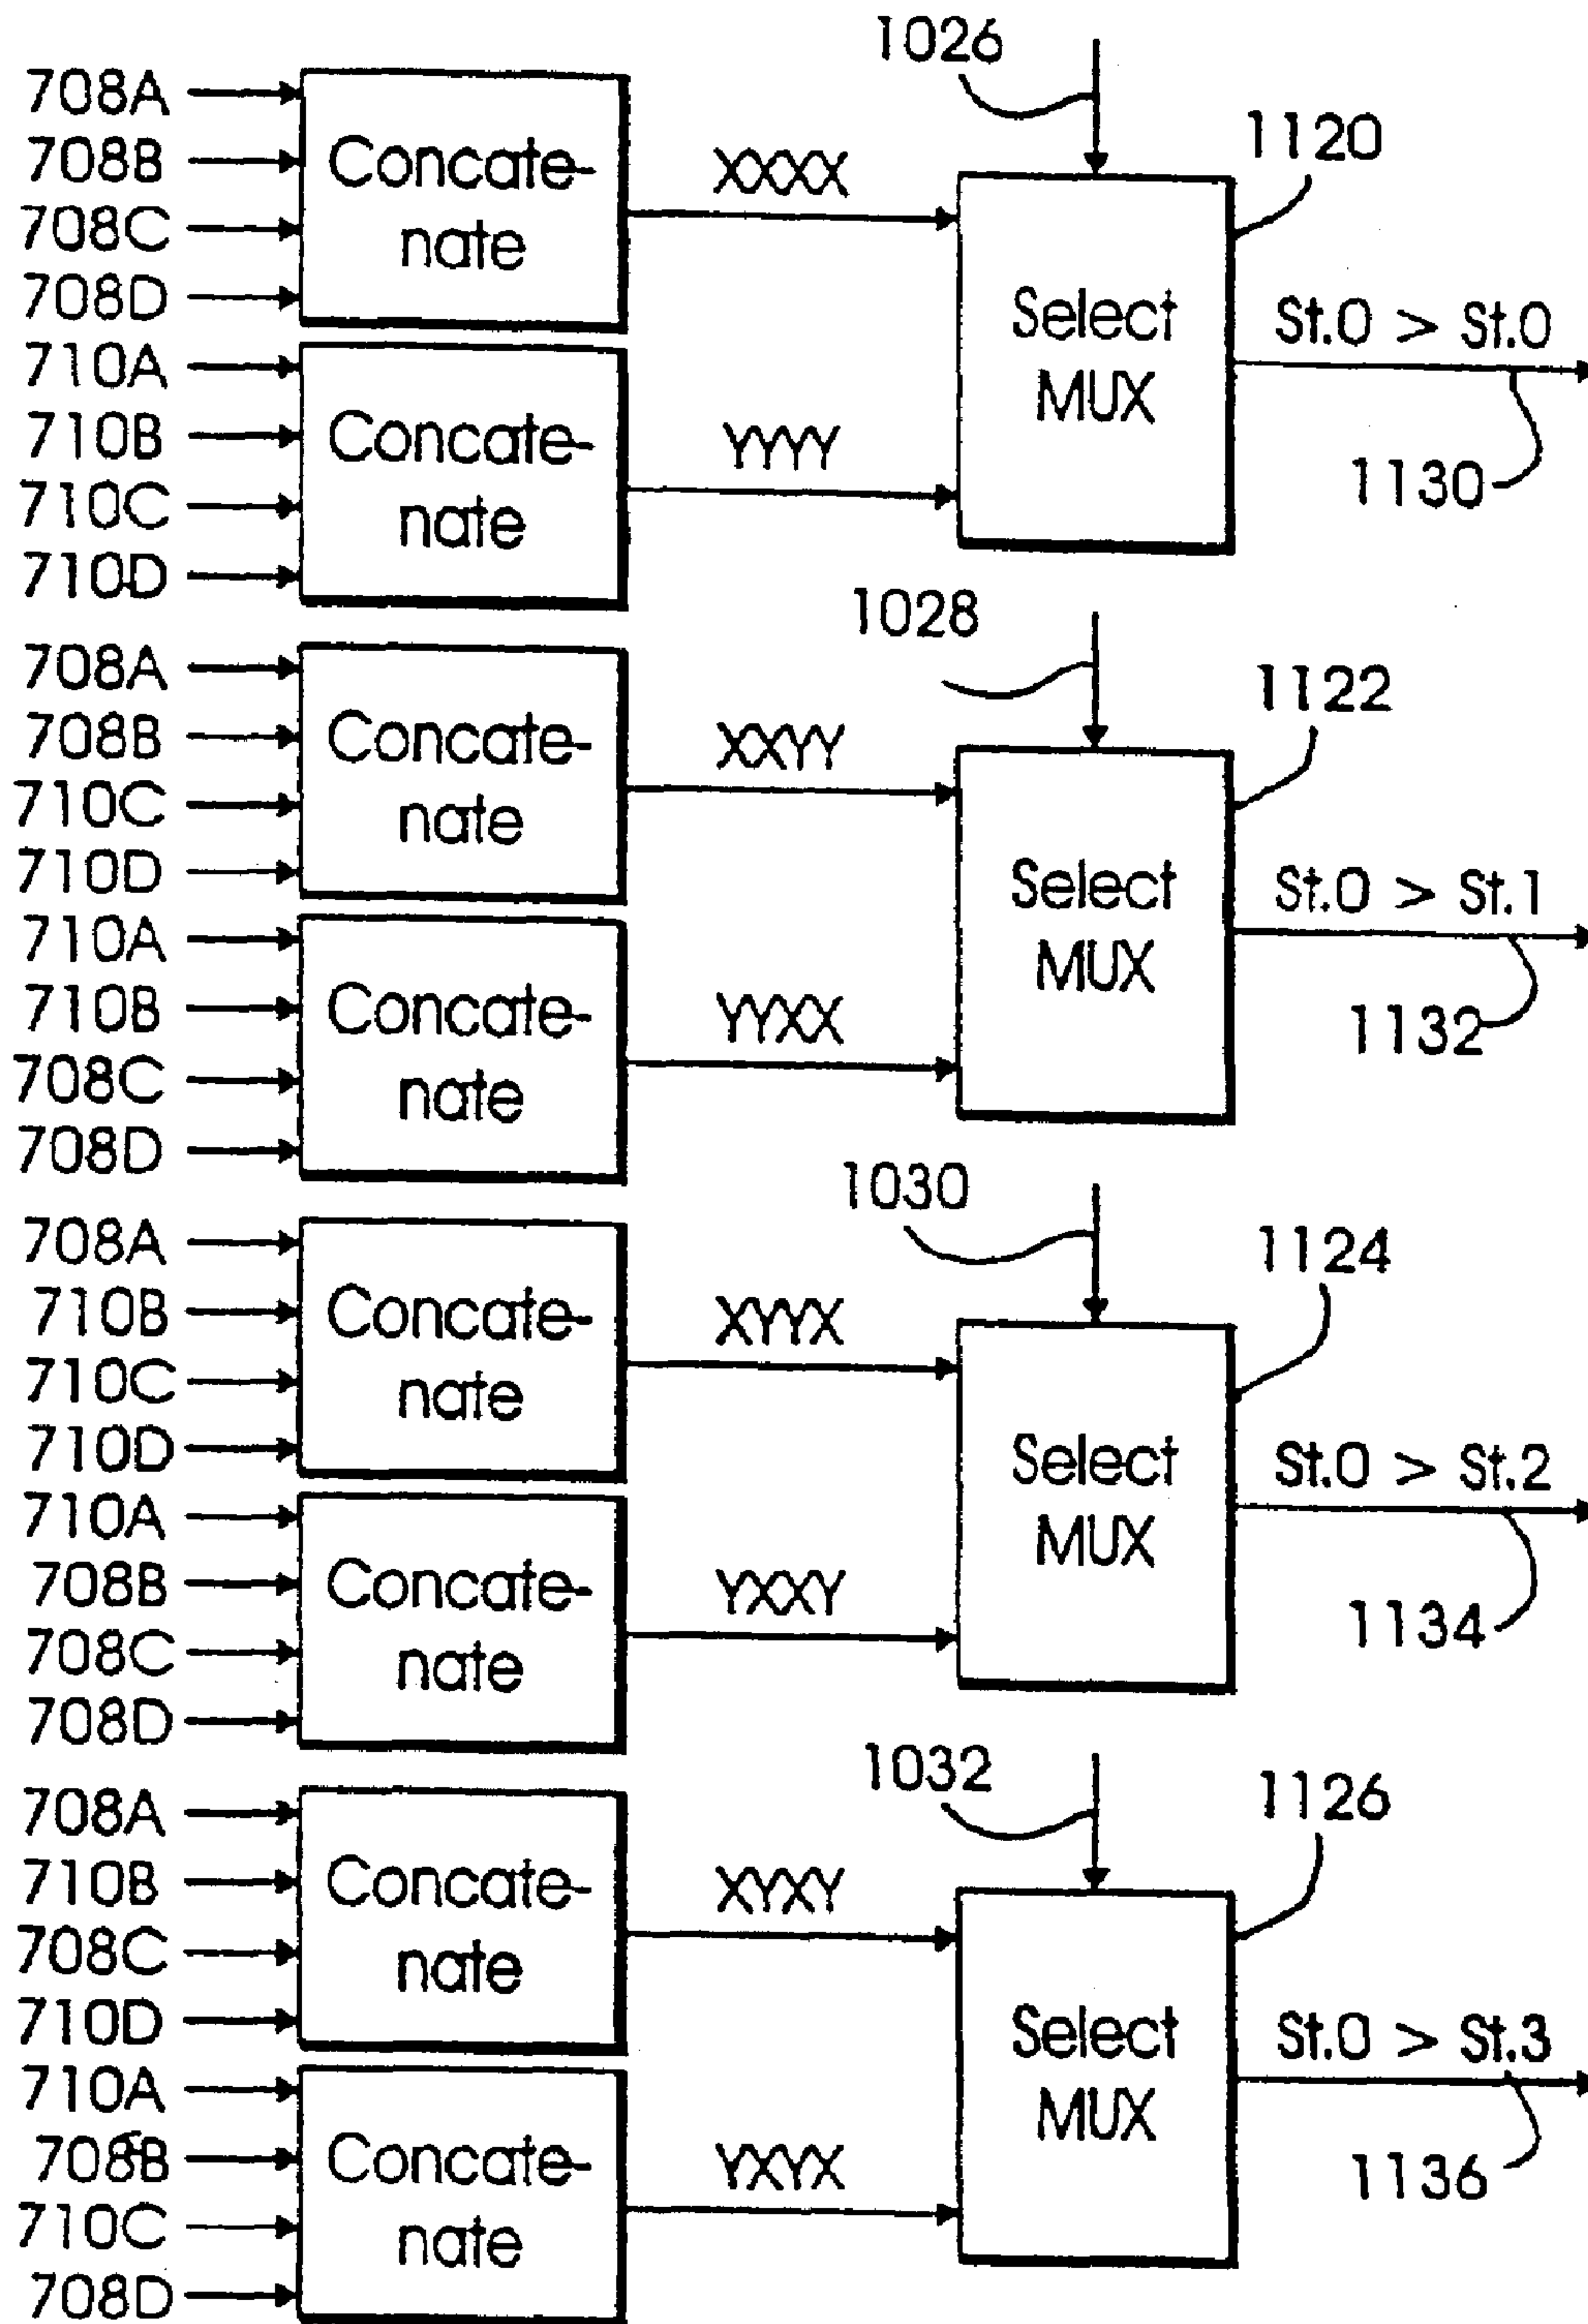 1026
708A
708B
708C
708D
Concate-
nate
XXXX
1120
Select
MUX
St.0 > St.0
1130
710A
710B
710C
710D
Concate-
nate
YYYY
1028
708A
708B
710C
710D
Concate-
nate
XXYY
1122
Select
MUX
St.0 > St.1
1132
710A
710B
708C
708D
Concate-
nate
YYXX
1030
708A
710B
710C
710D
Concate-
nate
XYYX
1124
Select
MUX
St.0 > St.2
1134
710A
708B
708C
708D
Concate-
nate
YXXY
1032
708A
710B
708C
710D
Concate-
nate
XYXY
1126
Select
MUX
St.0 > St.3
1136
710A
708B
710C
708D
Concate-
nate
YXYX